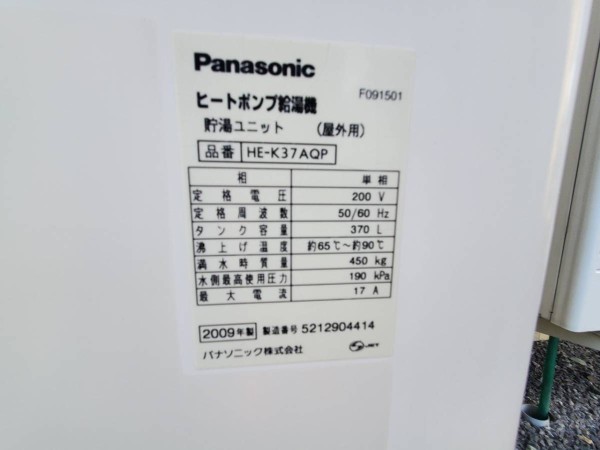 Panasonic
F091501
ヒートポンプ給湯機
貯湯ユニット (屋外用)
品番 HE-K37AQP
相 単相
定格電圧 200 V
定格周波数 50/60 Hz
タンク容量 370 L
沸上げ温度 約65℃～約90℃
満水時質量 450 kg
水側最高使用圧力 190 kPa
最大電流 17 A
2009年製 製造番号 5212904414
パナソニック株式会社 JET